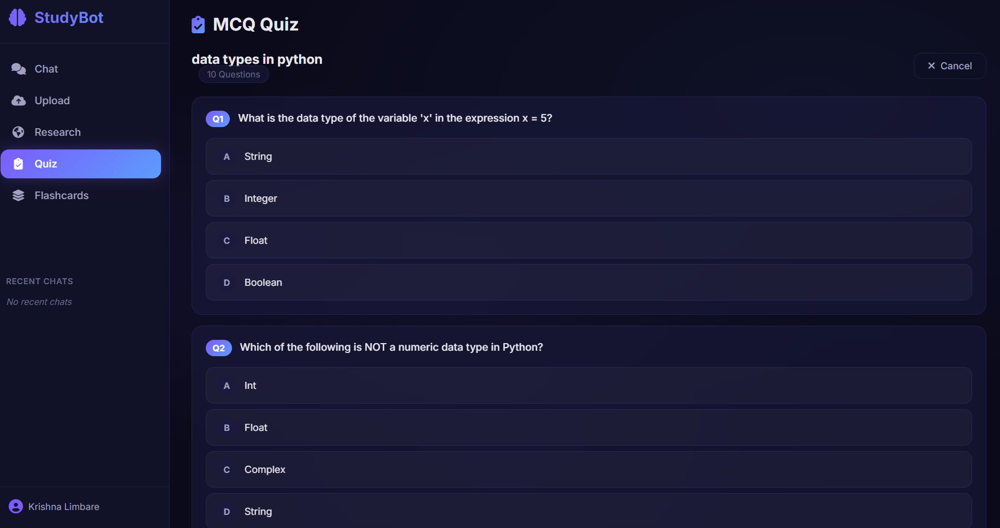 StudyBot
Chat
Upload
Research
Quiz
Flashcards
RECENT CHATS
No recent chats
Krishna Limbare
MCQ Quiz
data types in python
10 Questions
Cancel
Q1 What is the data type of the variable 'x' in the expression x = 5?
A String
B Integer
C Float
D Boolean
Q2 Which of the following is NOT a numeric data type in Python?
A Int
B Float
C Complex
D String